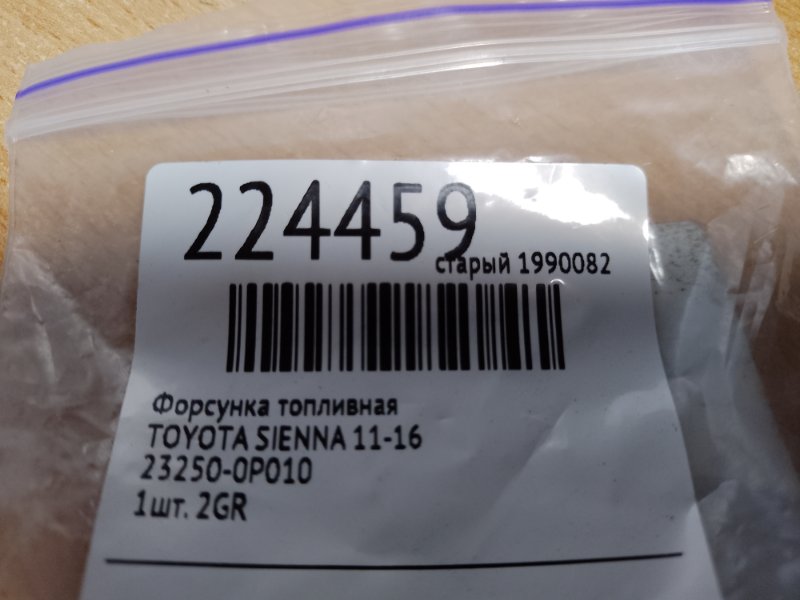 224459
старый 1990082
Форсунка топливная
TOYOTA SIENNA 11-16
23250-0P010
1шт. 2GR